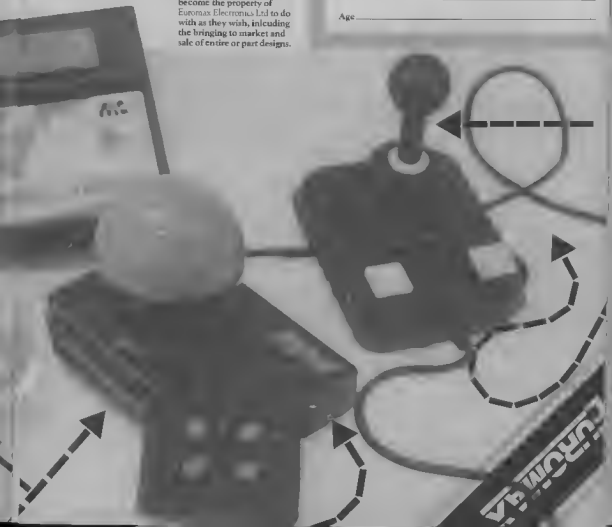 become the property of
Euromax Electronics Ltd to do
with as they wish, inlcuding
the bringing to market and
sale of entire or part designs.
Age
EUROMAX